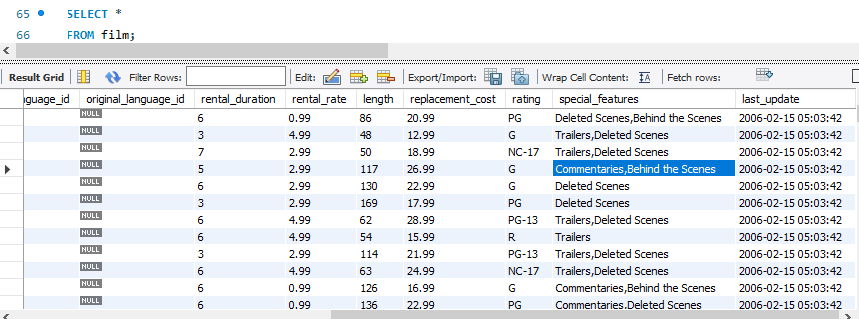 65 SELECT *
66 FROM film;
Result Grid Filter Rows: Edit: Export/Import: Wrap Cell Content: Fetch rows:
guage_id original_language_id rental_duration rental_rate length replacement_cost rating special_features last_update
NULL 6 0.99 86 20.99 PG Deleted Scenes,Behind the Scenes 2006-02-15 05:03:42
NULL 3 4.99 48 12.99 G Trailers,Deleted Scenes 2006-02-15 05:03:42
NULL 7 2.99 50 18.99 NC-17 Trailers,Deleted Scenes 2006-02-15 05:03:42
NULL 5 2.99 117 26.99 G Commentaries,Behind the Scenes 2006-02-15 05:03:42
NULL 6 2.99 130 22.99 G Deleted Scenes 2006-02-15 05:03:42
NULL 3 2.99 169 17.99 PG Deleted Scenes 2006-02-15 05:03:42
NULL 6 4.99 62 28.99 PG-13 Trailers,Deleted Scenes 2006-02-15 05:03:42
NULL 6 4.99 54 15.99 R Trailers 2006-02-15 05:03:42
NULL 3 2.99 114 21.99 PG-13 Trailers,Deleted Scenes 2006-02-15 05:03:42
NULL 6 4.99 63 24.99 NC-17 Trailers,Deleted Scenes 2006-02-15 05:03:42
NULL 6 0.99 126 16.99 G Commentaries,Behind the Scenes 2006-02-15 05:03:42
NULL 6 0.99 136 22.99 PG Commentaries,Deleted Scenes 2006-02-15 05:03:42